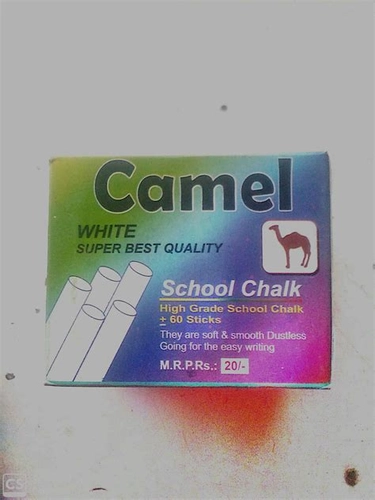 Camel
WHITE
SUPER BEST QUALITY
School Chalk
High Grade School Chalk
± 60 Sticks
They are soft & smooth Dustless
Going for the easy writing
M.R.P.Rs.: 20/-
CS